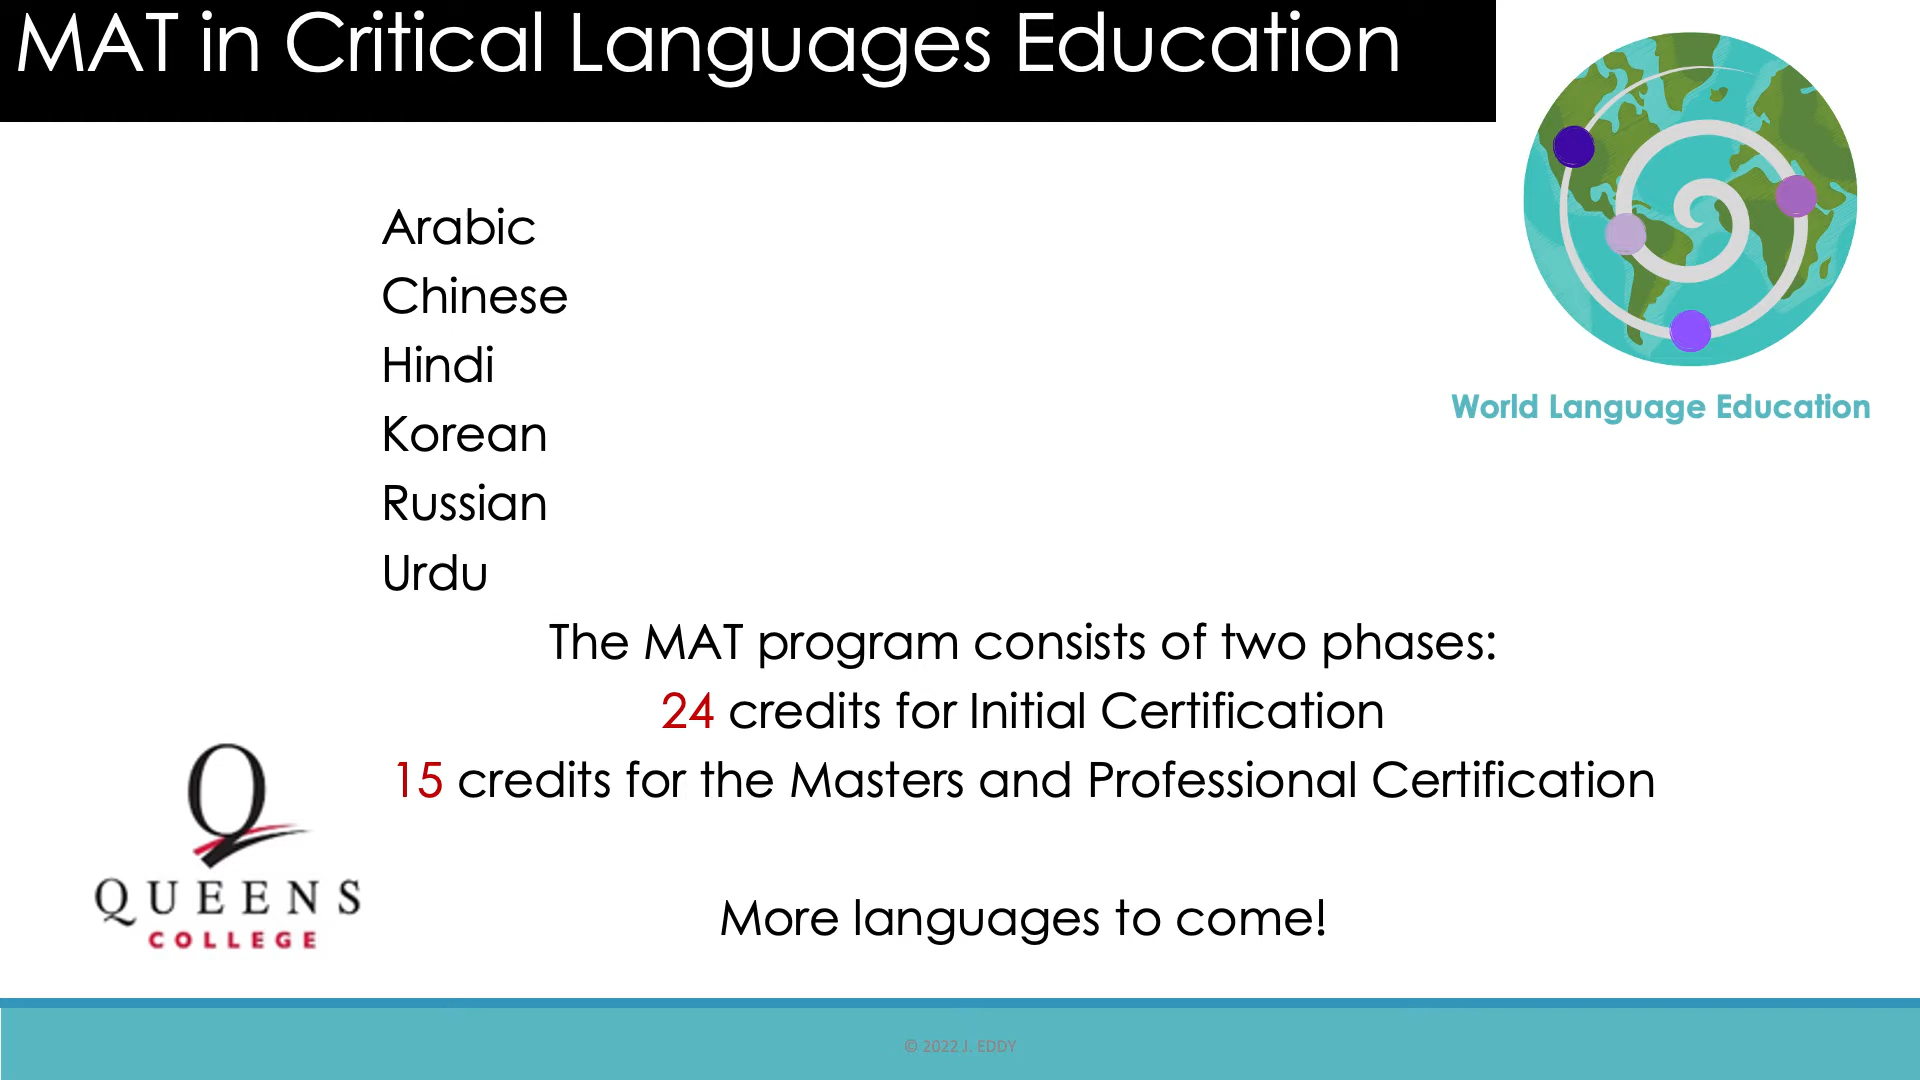 MAT in Critical Languages Education
Arabic
Chinese
Hindi
Korean
Russian
Urdu
World Language Education
The MAT program consists of two phases:
24 credits for Initial Certification
15 credits for the Masters and Professional Certification
More languages to come!
Q
QUEENS
COLLEGE
© 2022 J. EDDY